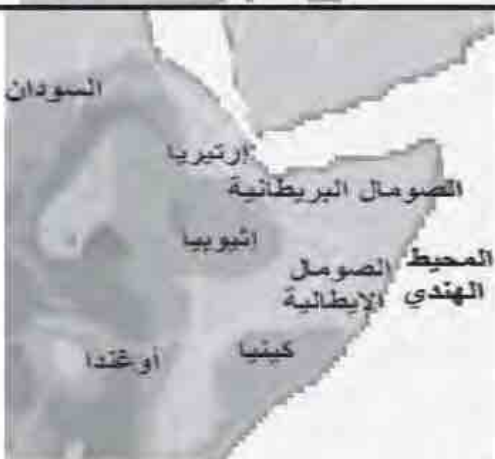 السودان
إرتيريا
الصومال البريطانية
اثيوبيا
المحيط
الهندي
الصومال
الإيطالية
كينيا
أوغندا